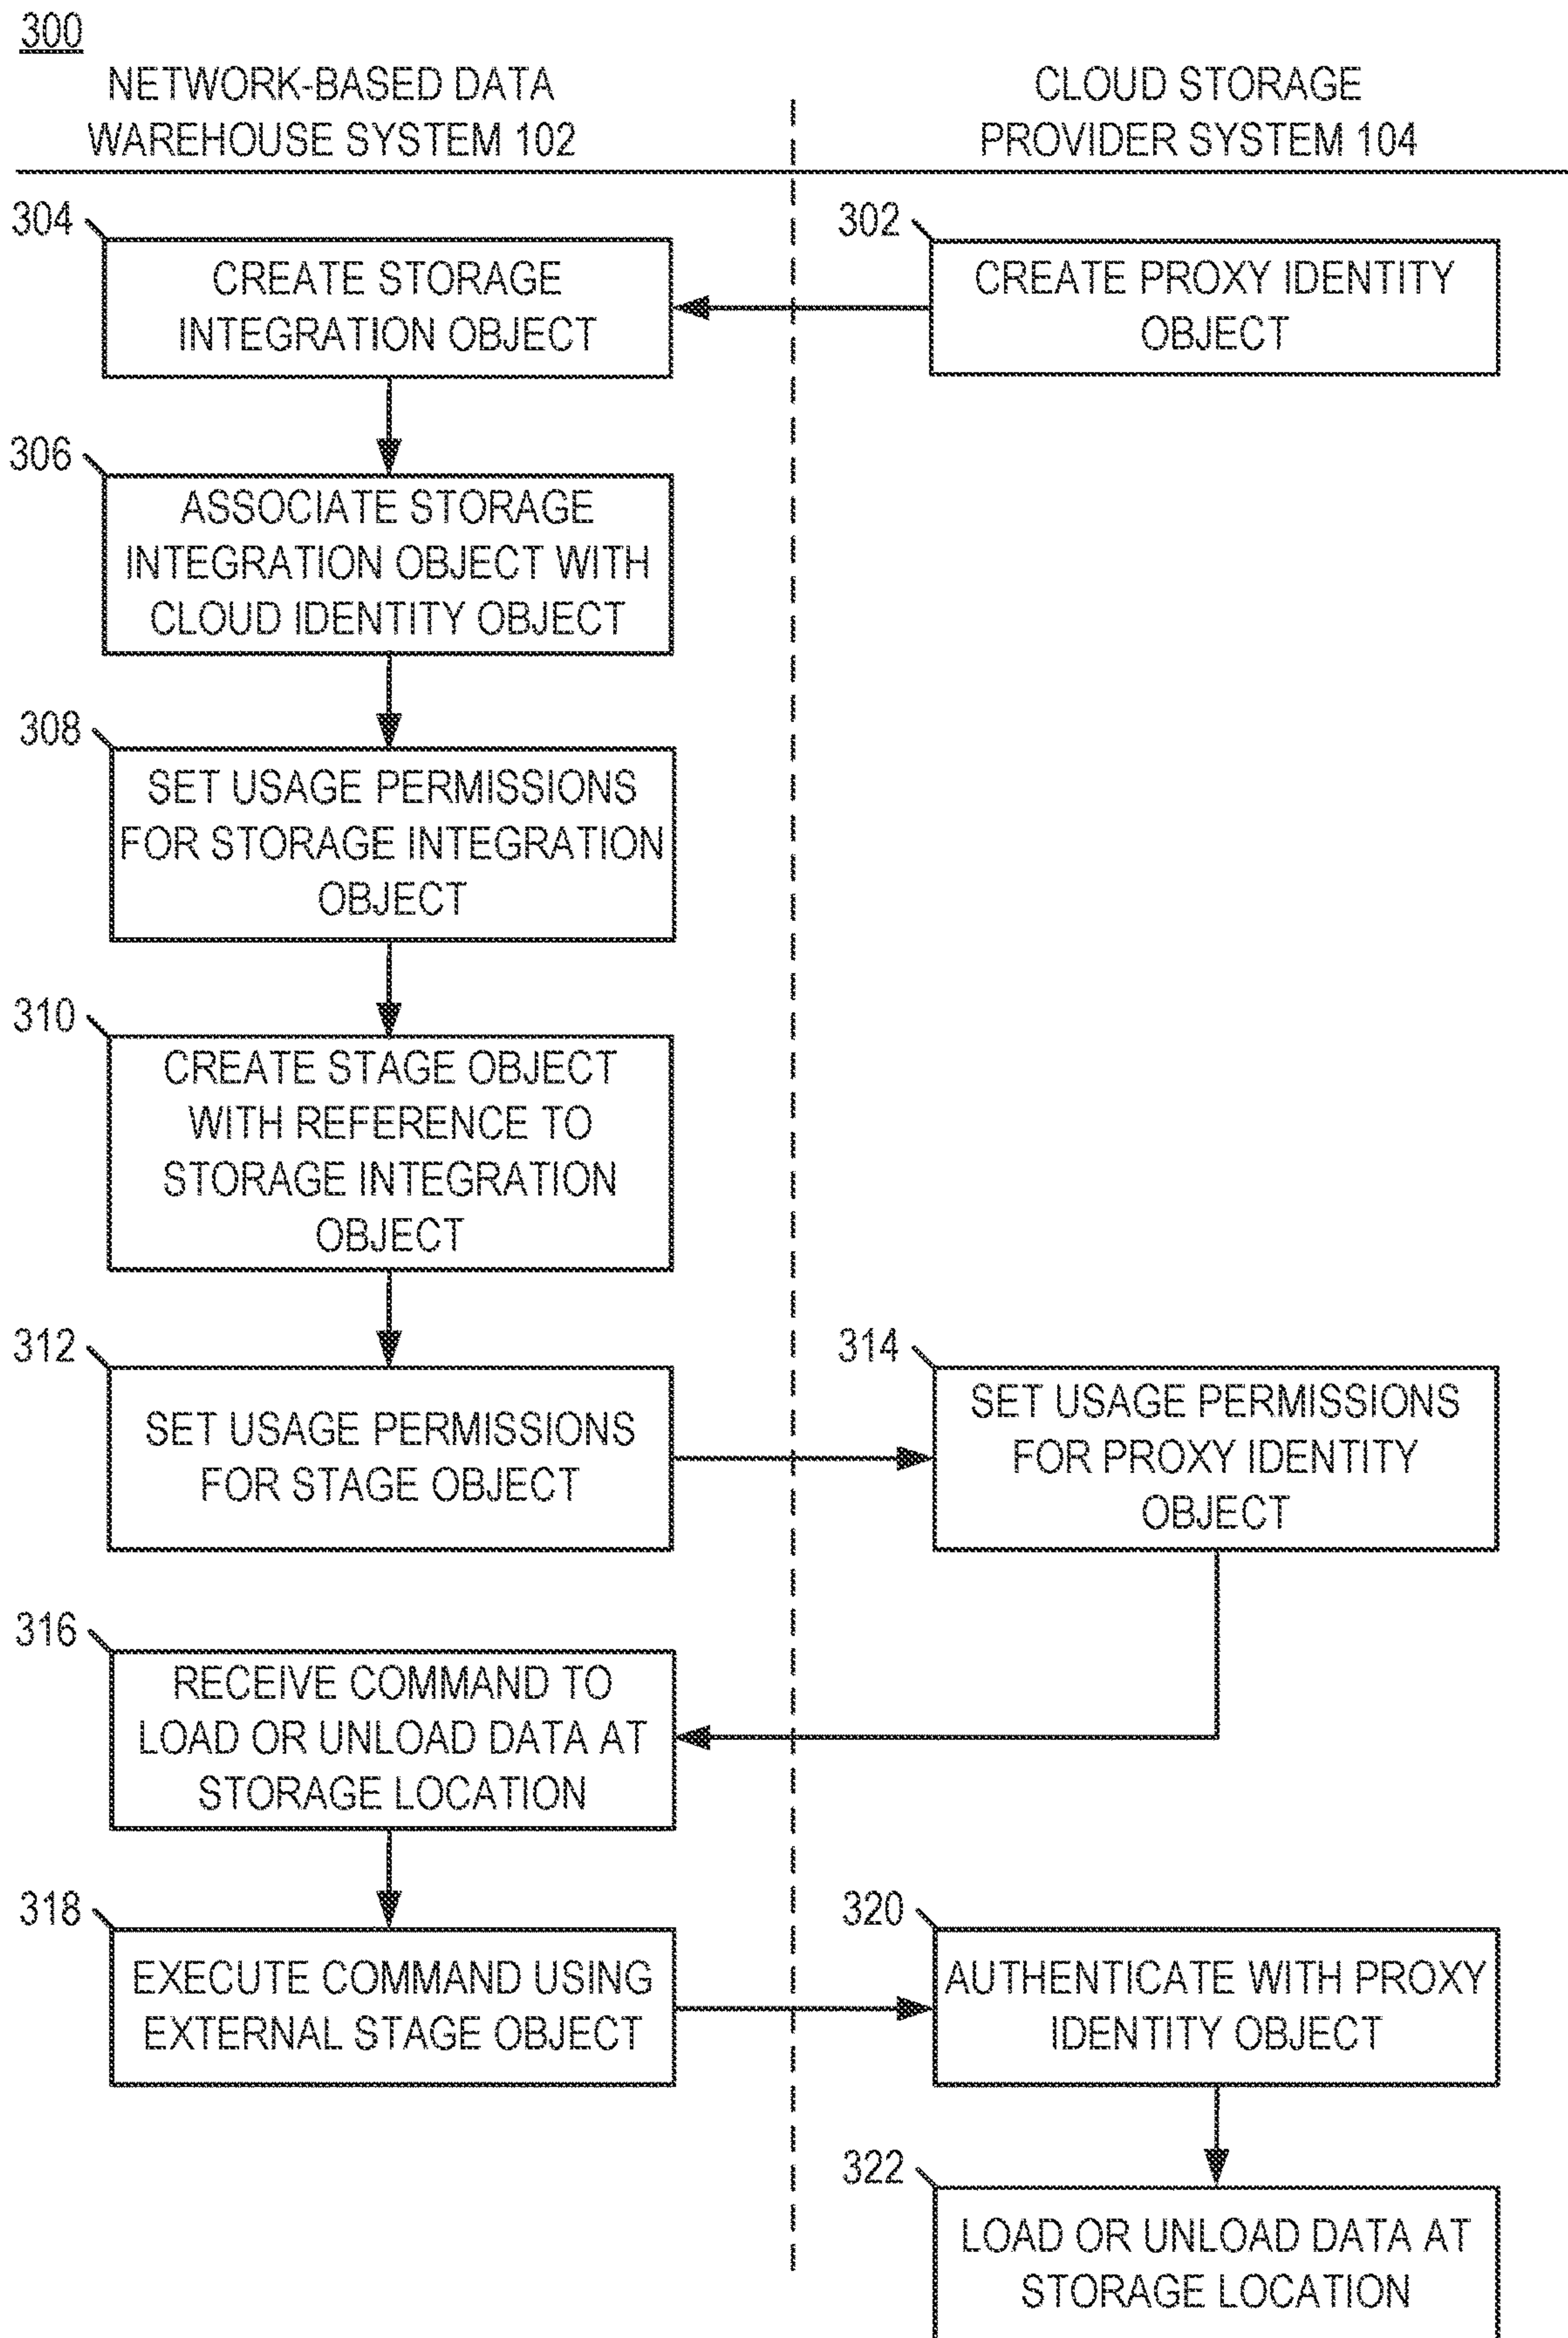 300
NETWORK-BASED DATA
WAREHOUSE SYSTEM 102
CLOUD STORAGE
PROVIDER SYSTEM 104
304
CREATE STORAGE
INTEGRATION OBJECT
302
CREATE PROXY IDENTITY
OBJECT
306
ASSOCIATE STORAGE
INTEGRATION OBJECT WITH
CLOUD IDENTITY OBJECT
308
SET USAGE PERMISSIONS
FOR STORAGE INTEGRATION
OBJECT
310
CREATE STAGE OBJECT
WITH REFERENCE TO
STORAGE INTEGRATION
OBJECT
312
SET USAGE PERMISSIONS
FOR STAGE OBJECT
314
SET USAGE PERMISSIONS
FOR PROXY IDENTITY
OBJECT
316
RECEIVE COMMAND TO
LOAD OR UNLOAD DATA AT
STORAGE LOCATION
318
EXECUTE COMMAND USING
EXTERNAL STAGE OBJECT
320
AUTHENTICATE WITH PROXY
IDENTITY OBJECT
322
LOAD OR UNLOAD DATA AT
STORAGE LOCATION